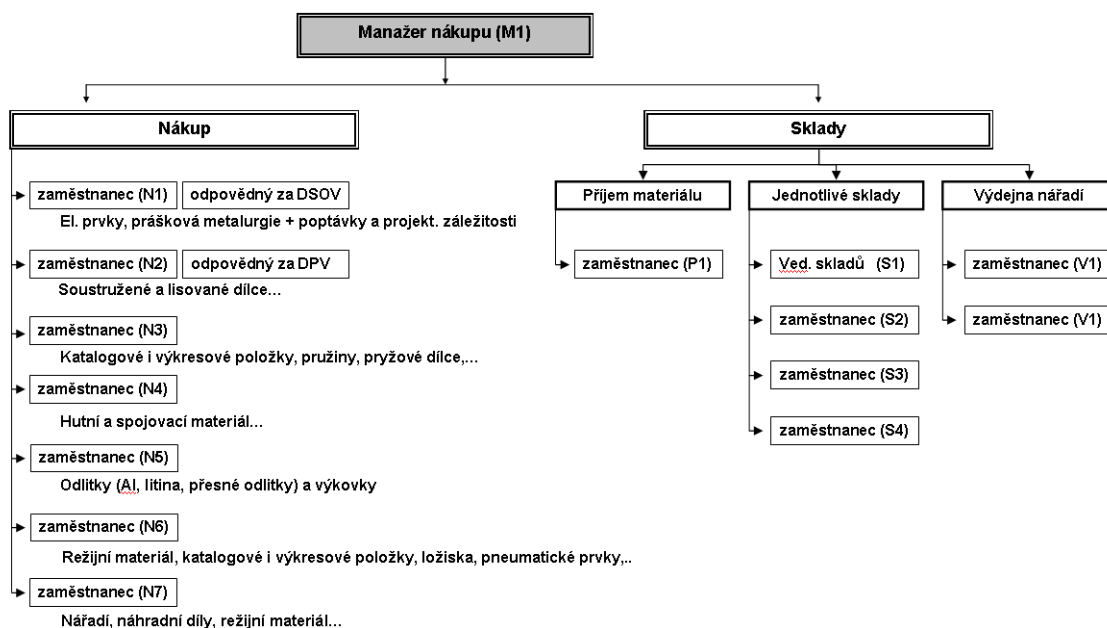 Manažer nákupu (M1)
Nákup
zaměstnanec (N1)
odpovědný za DSOV
El. prvky, prášková metalurgie + poptávky a projekt. záležitosti
zaměstnanec (N2)
odpovědný za DPV
Soustružené a lisované dílce...
zaměstnanec (N3)
Katalogové i výkresové položky, pružiny, pryžové dílce,...
zaměstnanec (N4)
Hutní a spojovací materiál...
zaměstnanec (N5)
Odlitky (Al, litina, přesné odlitky) a výkovky
zaměstnanec (N6)
Režijní materiál, katalogové i výkresové položky, ložiska, pneumatické prvky,..
zaměstnanec (N7)
Nářadí, náhradní díly, režijní materiál...
Sklady
Příjem materiálu
zaměstnanec (P1)
Jednotlivé sklady
Ved. skladů (S1)
zaměstnanec (S2)
zaměstnanec (S3)
zaměstnanec (S4)
Výdejna nářadí
zaměstnanec (V1)
zaměstnanec (V1)